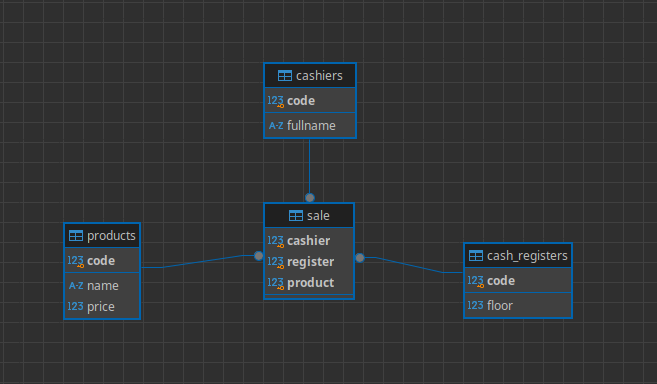 cashiers
123 code
A-Z fullname
sale
123 cashier
123 register
123 product
products
123 code
A-Z name
123 price
cash_registers
123 code
123 floor